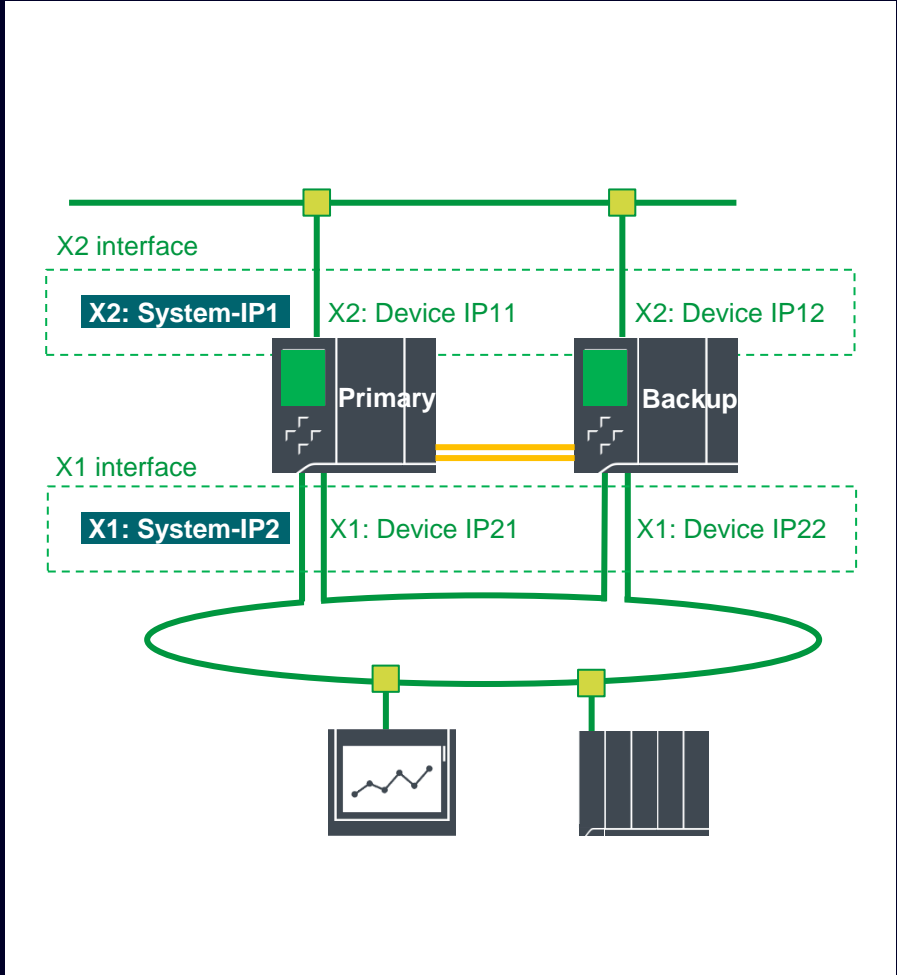 X2 interface
X2: System-IP1
X2: Device IP11
X2: Device IP12
Primary
Backup
X1 interface
X1: System-IP2
X1: Device IP21
X1: Device IP22